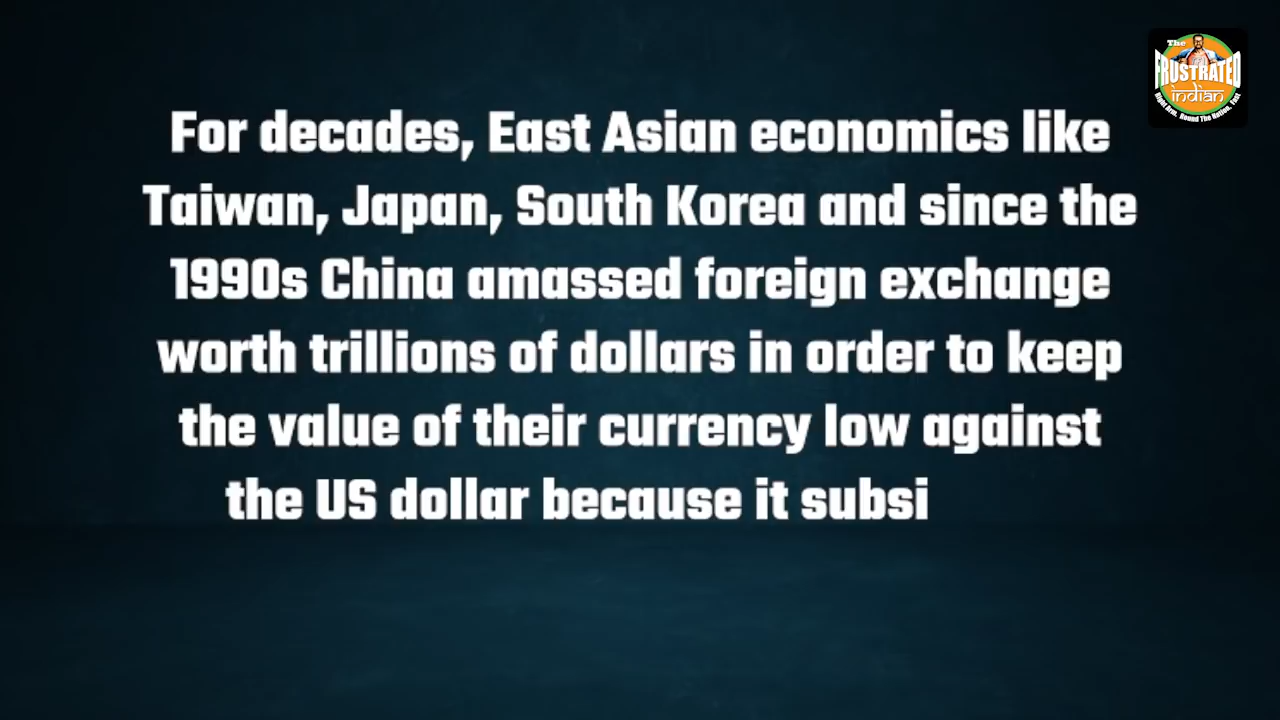 The
FRUSTRATED
indian
For decades, East Asian economics like
Taiwan, Japan, South Korea and since the
1990s China amassed foreign exchange
worth trillions of dollars in order to keep
the value of their currency low against
the US dollar because it subsi